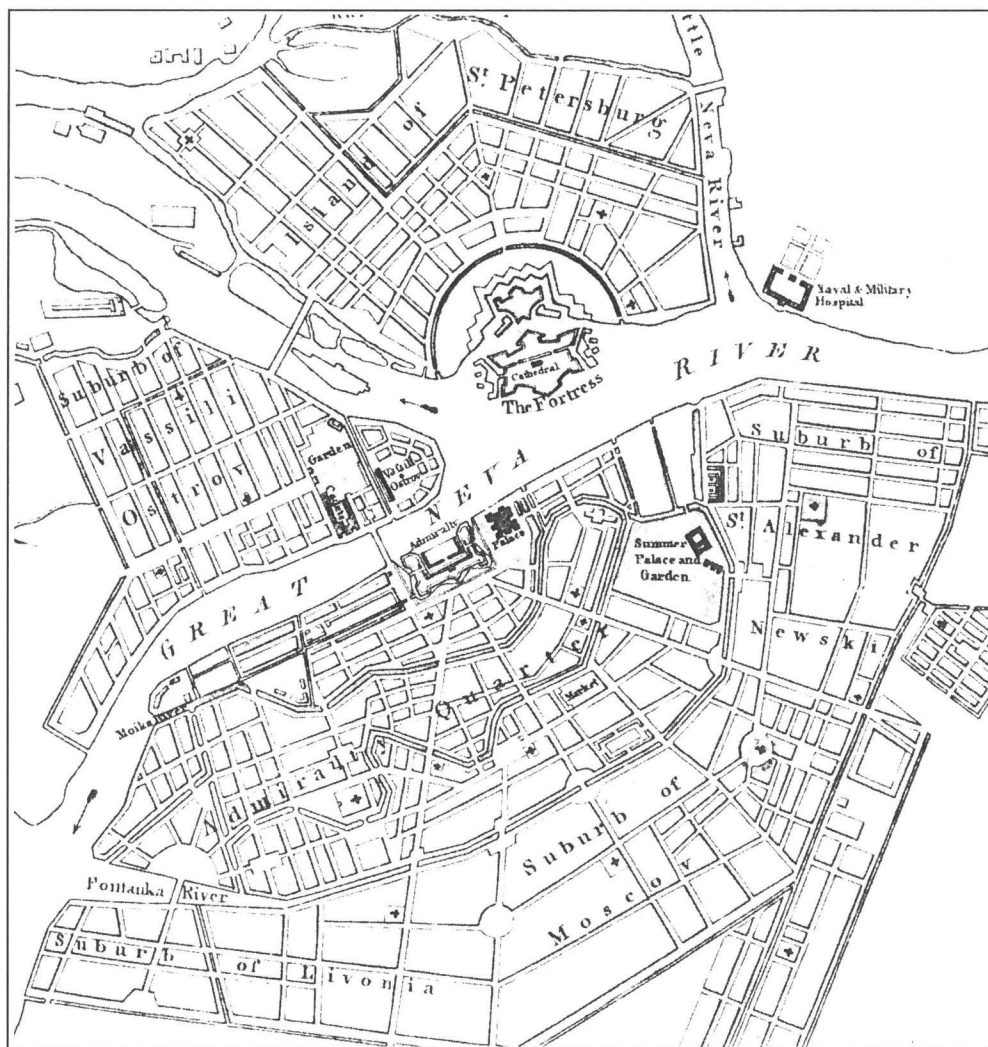 St. Petersburg
Island of
Little Neva River
Naval & Military
Hospital
Cathedral
The Fortress
GREAT NEVA RIVER
Suburb of
Vassili
Ostrov
Garden
Admiralty
Palace
Summer
Palace and
Garden
Suburb of
St. Alexander
Newski
Market
Moika River
Admiralty Quarter
Fontanka River
Suburb of
Moscow
Suburb of Livonia